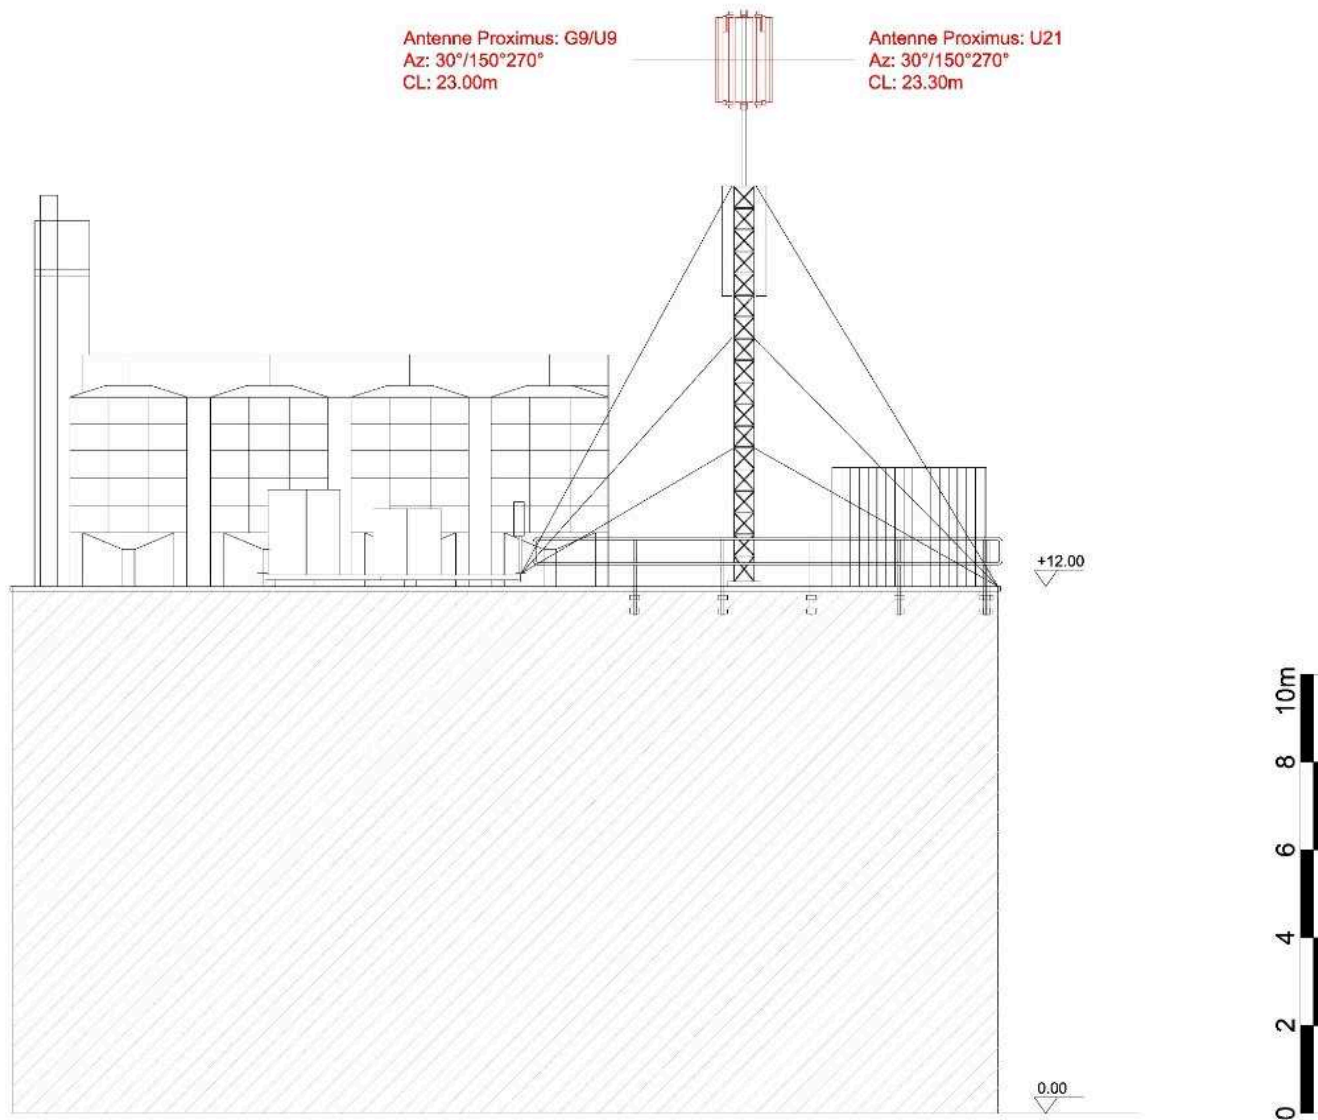 Antenne Proximus: G9/U9
Az: 30°/150°270°
CL: 23.00m
Antenne Proximus: U21
Az: 30°/150°270°
CL: 23.30m
+12.00
0.00
10m
8
6
4
2
0